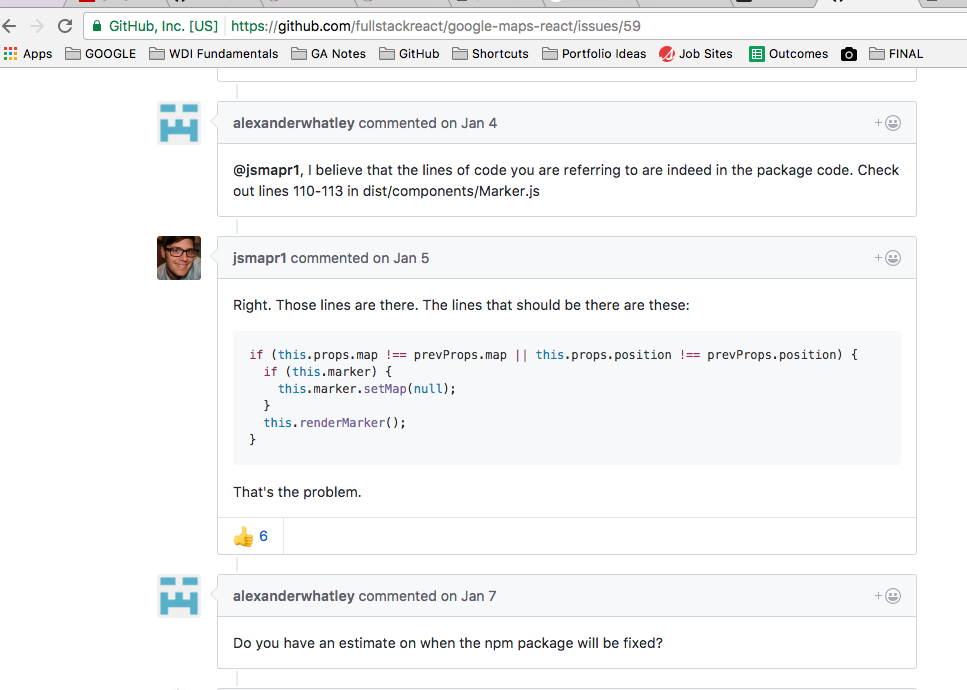 GitHub, Inc. [US] https://github.com/fullstackreact/google-maps-react/issues/59
Apps GOOGLE WDI Fundamentals GA Notes GitHub Shortcuts Portfolio Ideas Job Sites Outcomes FINAL
alexanderwhatley commented on Jan 4 +
@jsmapr1, I believe that the lines of code you are referring to are indeed in the package code. Check
out lines 110-113 in dist/components/Marker.js
jsmapr1 commented on Jan 5 +
Right. Those lines are there. The lines that should be there are these:
if (this.props.map !== prevProps.map || this.props.position !== prevProps.position) {
if (this.marker) {
this.marker.setMap(null);
}
this.renderMarker();
}
That's the problem.
👍 6
alexanderwhatley commented on Jan 7 +
Do you have an estimate on when the npm package will be fixed?